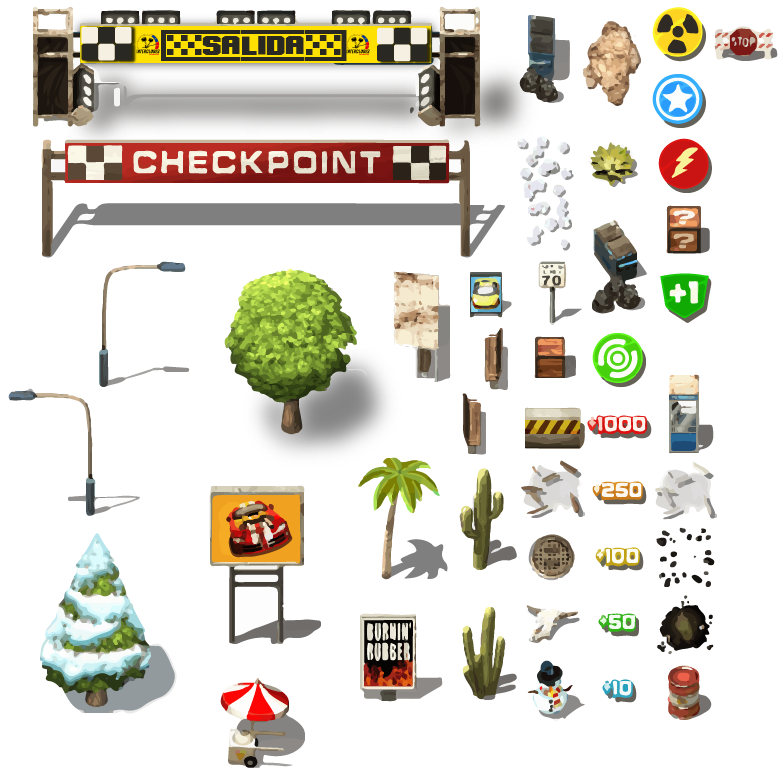 SALIDA
STOP
CHECKPOINT
?
?
70
+1
+1000
+250
+100
BURNIN'
RUBBER
+50
+10